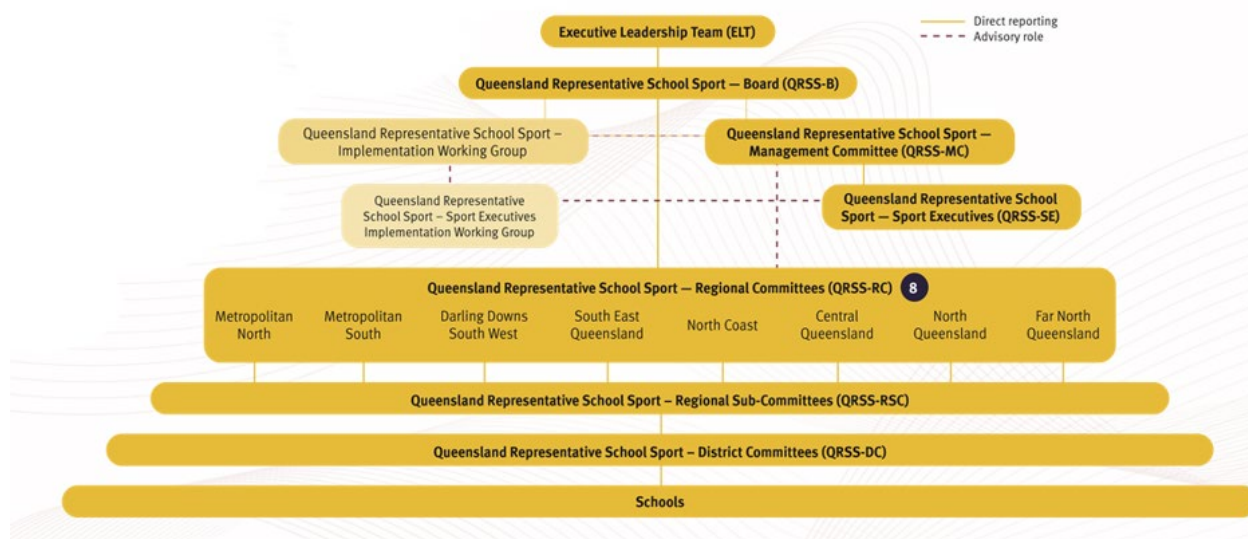 Direct reporting
Advisory role
Executive Leadership Team (ELT)
Queensland Representative School Sport — Board (QRSS-B)
Queensland Representative School Sport –
Implementation Working Group
Queensland Representative School Sport —
Management Committee (QRSS-MC)
Queensland Representative
School Sport – Sport Executives
Implementation Working Group
Queensland Representative School
Sport — Sport Executives (QRSS-SE)
Queensland Representative School Sport — Regional Committees (QRSS-RC) 8
Metropolitan
North
Metropolitan
South
Darling Downs
South West
South East
Queensland
North Coast
Central
Queensland
North
Queensland
Far North
Queensland
Queensland Representative School Sport – Regional Sub-Committees (QRSS-RSC)
Queensland Representative School Sport – District Committees (QRSS-DC)
Schools